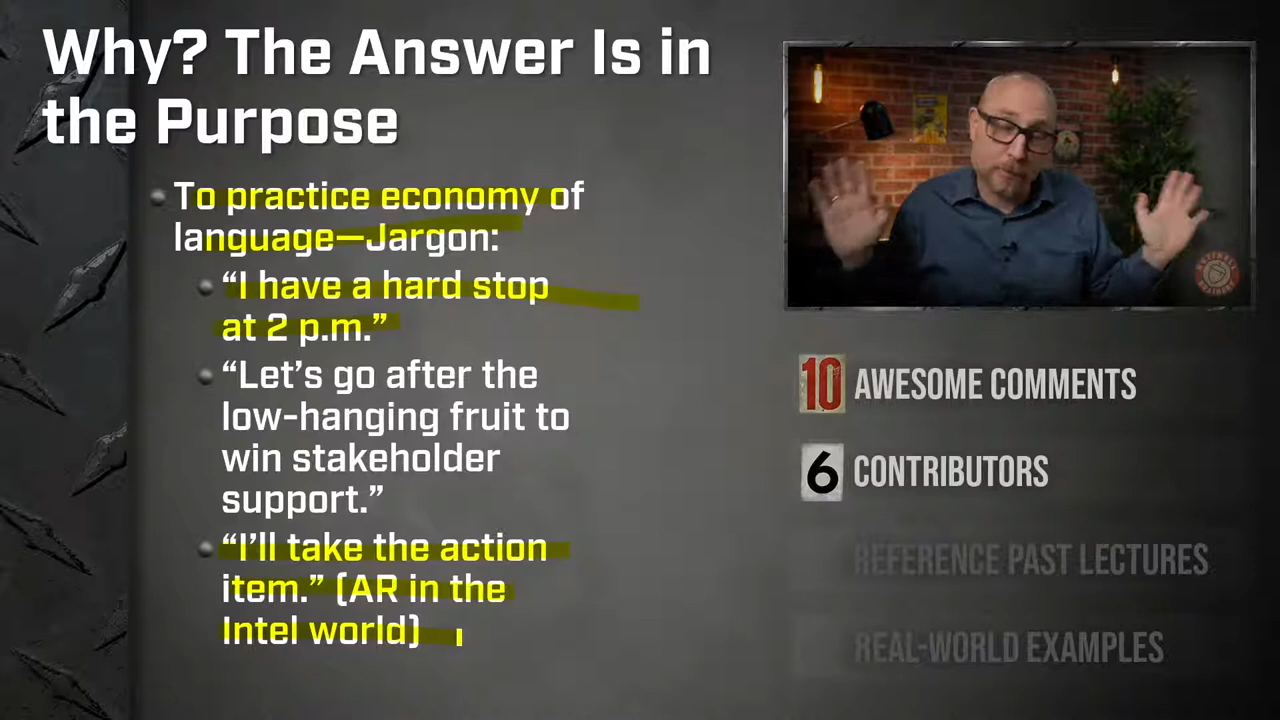 Why? The Answer Is in
the Purpose
To practice economy of
language—Jargon:
“I have a hard stop
at 2 p.m.”
“Let’s go after the
low-hanging fruit to
win stakeholder
support.”
“I’ll take the action
item.” (AR in the
Intel world)
10 AWESOME COMMENTS
6 CONTRIBUTORS
REFERENCE PAST LECTURES
REAL-WORLD EXAMPLES